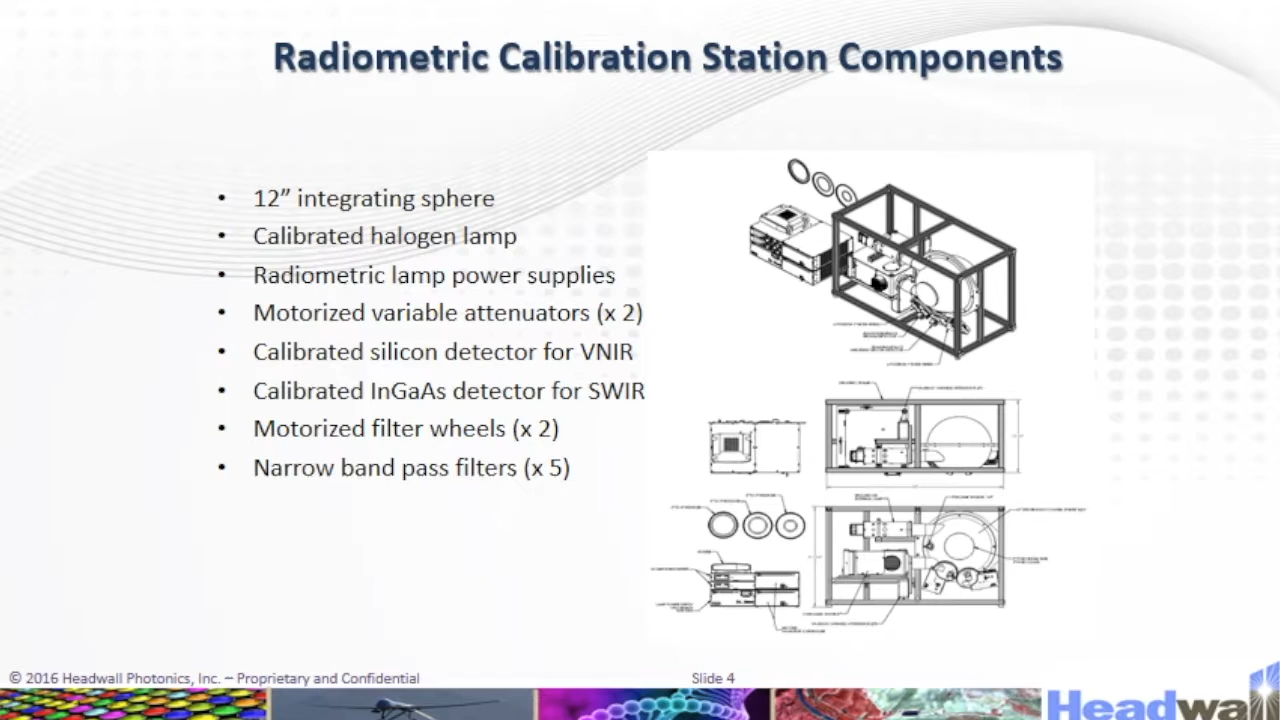 Radiometric Calibration Station Components
• 12” integrating sphere
• Calibrated halogen lamp
• Radiometric lamp power supplies
• Motorized variable attenuators (x 2)
• Calibrated silicon detector for VNIR
• Calibrated InGaAs detector for SWIR
• Motorized filter wheels (x 2)
• Narrow band pass filters (x 5)
© 2016 Headwall Photonics, Inc. – Proprietary and Confidential
Slide 4
Headwall